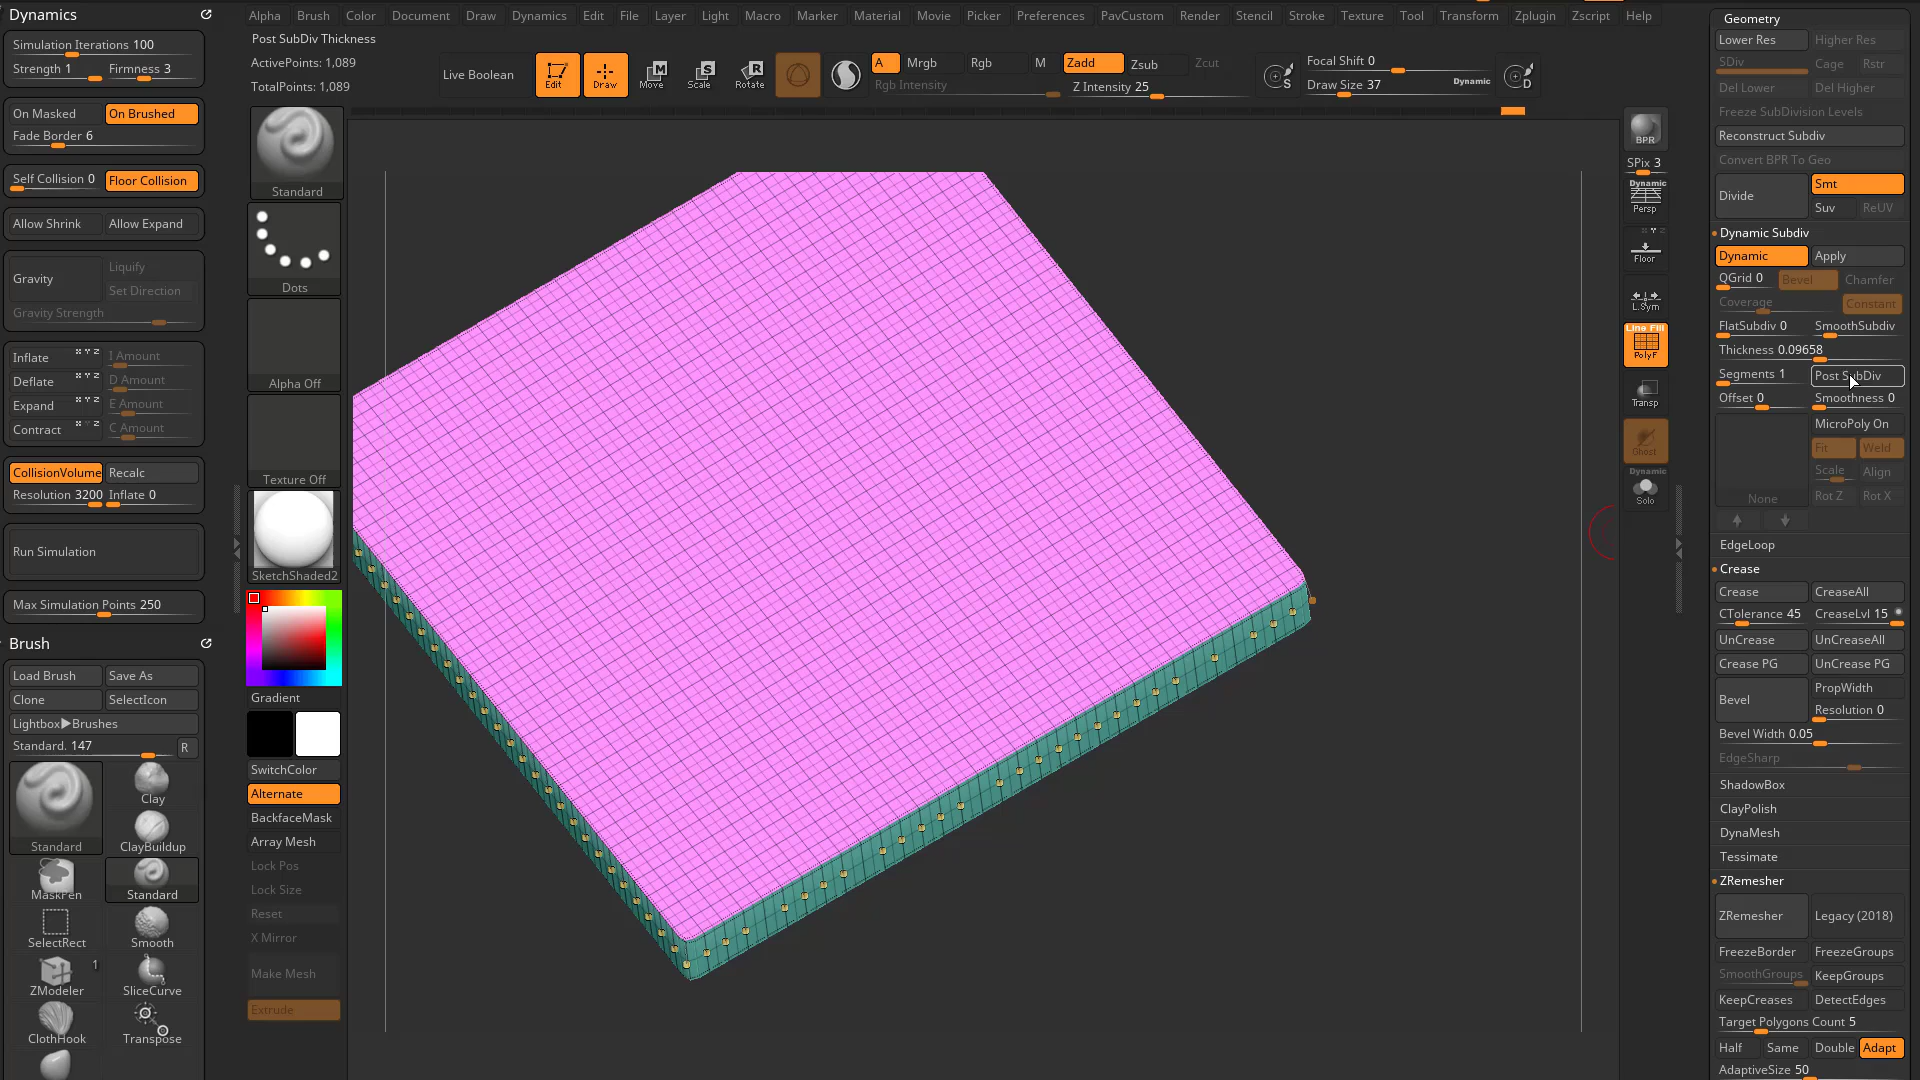 Dynamics
Simulation Iterations 100
Strength 1 Firmness 3
On Masked On Brushed
Fade Border 6
Self Collision 0 Floor Collision
Allow Shrink Allow Expand
Gravity Liquify
Set Direction
Gravity Strength
Inflate X Y Z I Amount
Deflate X Y Z D Amount
Expand X Y Z E Amount
Contract X Y Z C Amount
CollisionVolume Recalc
Resolution 3200 Inflate 0
Run Simulation
Max Simulation Points 250
Brush
Load Brush Save As
Clone SelectIcon
Lightbox▶Brushes
Standard. 147 R
Standard
Clay
ClayBuildup
MaskPen Standard
SelectRect Smooth
1
ZModeler SliceCurve
ClothHook Transpose
Alpha Brush Color Document Draw Dynamics Edit File Layer Light Macro Marker Material Movie Picker Preferences PavCustom Render Stencil Stroke Texture Tool Transform Zplugin Zscript Help
Post SubDiv Thickness
ActivePoints: 1,089
TotalPoints: 1,089
Live Boolean
Edit Draw Move Scale Rotate
A Mrgb Rgb M
Rgb Intensity
Zadd Zsub Zcut
Z Intensity 25
S
Focal Shift 0
Draw Size 37 Dynamic
D
Standard
Dots
Alpha Off
Texture Off
SketchShaded2
Gradient
SwitchColor
Alternate
BackfaceMask
Array Mesh
Lock Pos
Lock Size
Reset
X Mirror
Make Mesh
Extrude
BPR
SPix 3
Dynamic
Persp
Floor
L.Sym
Line Fill
PolyF
Transp
Ghost
Dynamic
Solo
Geometry
Lower Res Higher Res
SDiv Cage Rstr
Del Lower Del Higher
Freeze SubDivision Levels
Reconstruct Subdiv
Convert BPR To Geo
Divide Smt
Suv ReUV
Dynamic Subdiv
Dynamic Apply
QGrid 0 Bevel Chamfer
Coverage Constant
FlatSubdiv 0 SmoothSubdiv
Thickness 0.09658
Segments 1 Post SubDiv
Offset 0 Smoothness 0
MicroPoly On
Fit Weld
Scale Align
None Rot Z Rot X
EdgeLoop
Crease
Crease CreaseAll
CTolerance 45 CreaseLvl 15
UnCrease UnCreaseAll
Crease PG UnCrease PG
Bevel PropWidth
Resolution 0
Bevel Width 0.05
EdgeSharp
ShadowBox
ClayPolish
DynaMesh
Tessimate
ZRemesher
ZRemesher Legacy (2018)
FreezeBorder FreezeGroups
SmoothGroups KeepGroups
KeepCreases DetectEdges
Target Polygons Count 5
Half Same Double Adapt
AdaptiveSize 50